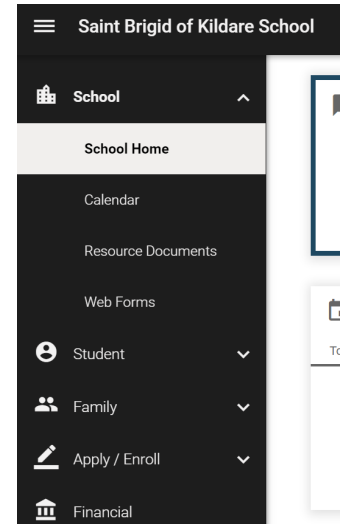 Saint Brigid of Kildare School
School
School Home
Calendar
Resource Documents
Web Forms
Student
Family
Apply / Enroll
Financial